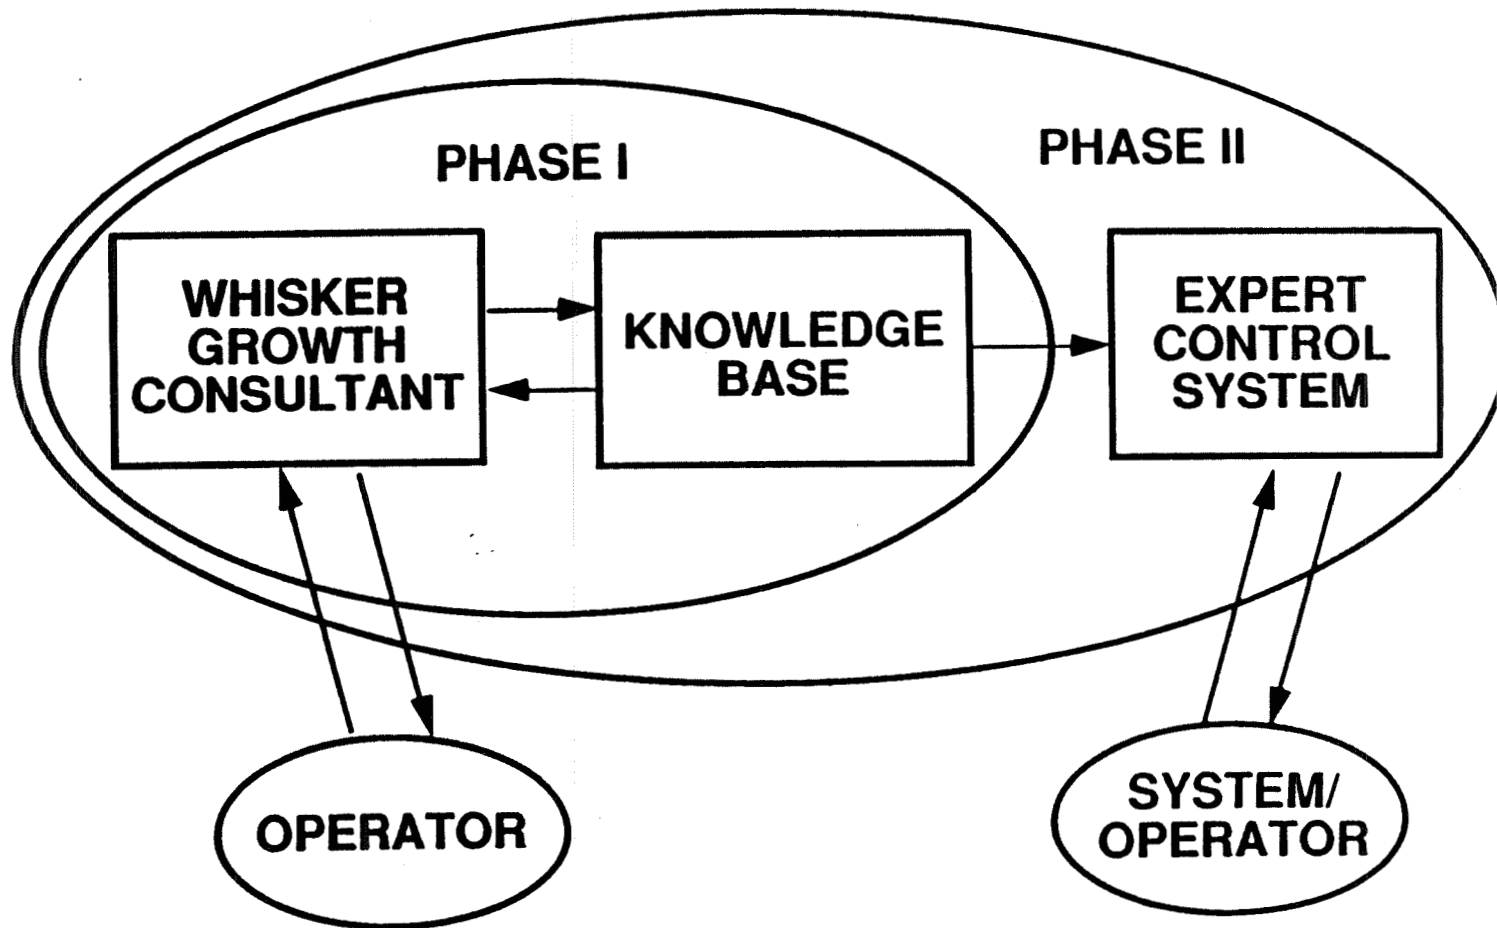 PHASE I
PHASE II
WHISKER
GROWTH
CONSULTANT
KNOWLEDGE
BASE
EXPERT
CONTROL
SYSTEM
OPERATOR
SYSTEM/
OPERATOR